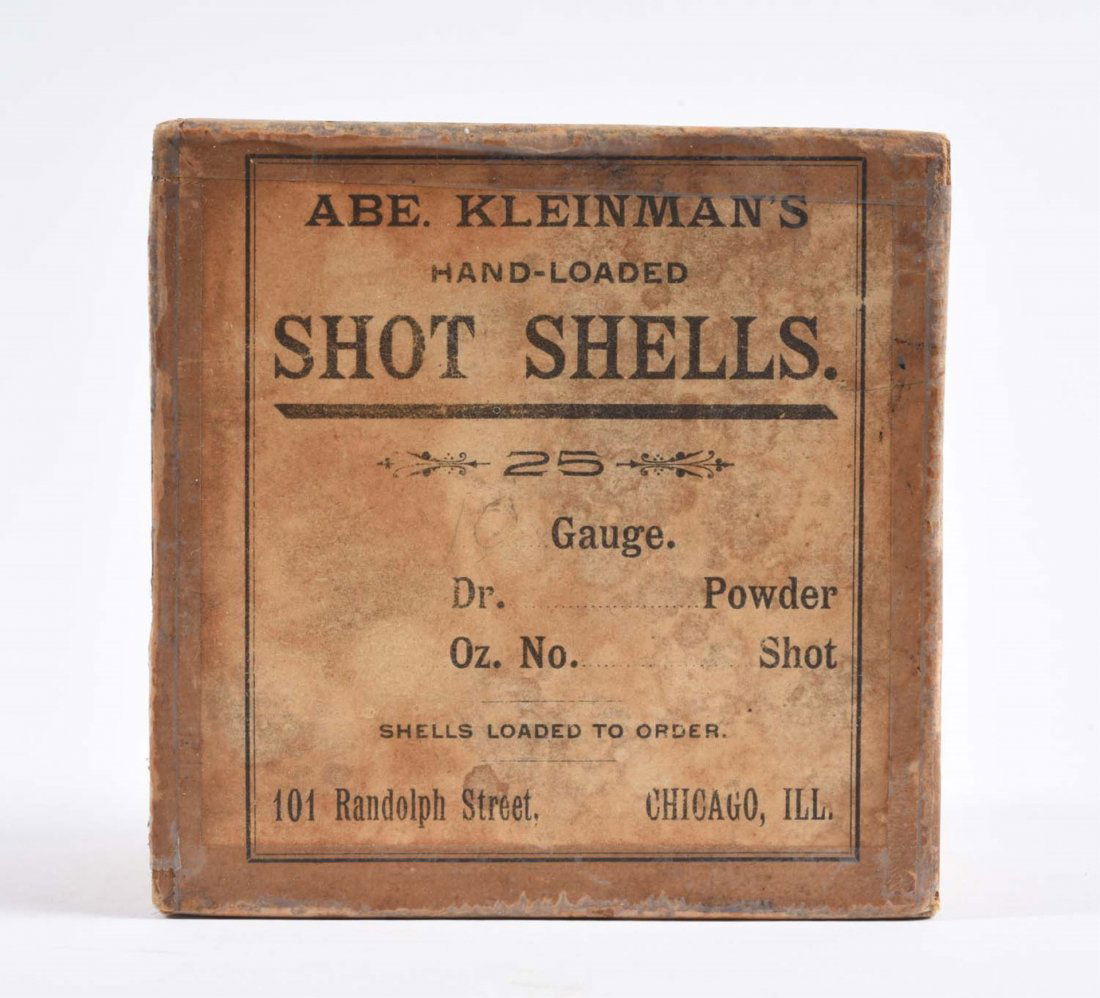 ABE. KLEINMAN'S
HAND-LOADED
SHOT SHELLS.
25
10 Gauge.
Dr. Powder
Oz. No. Shot
SHELLS LOADED TO ORDER.
101 Randolph Street, CHICAGO, ILL.